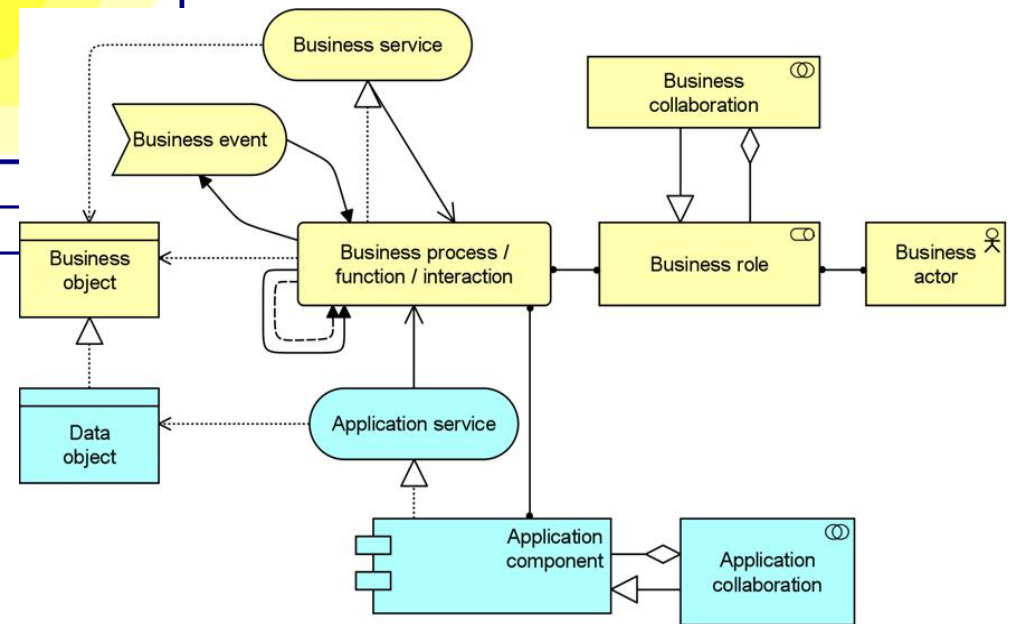 Business service
Business
collaboration
Business event
Business
object
Business process /
function / interaction
Business role
Business
actor
Data
object
Application service
Application
component
Application
collaboration